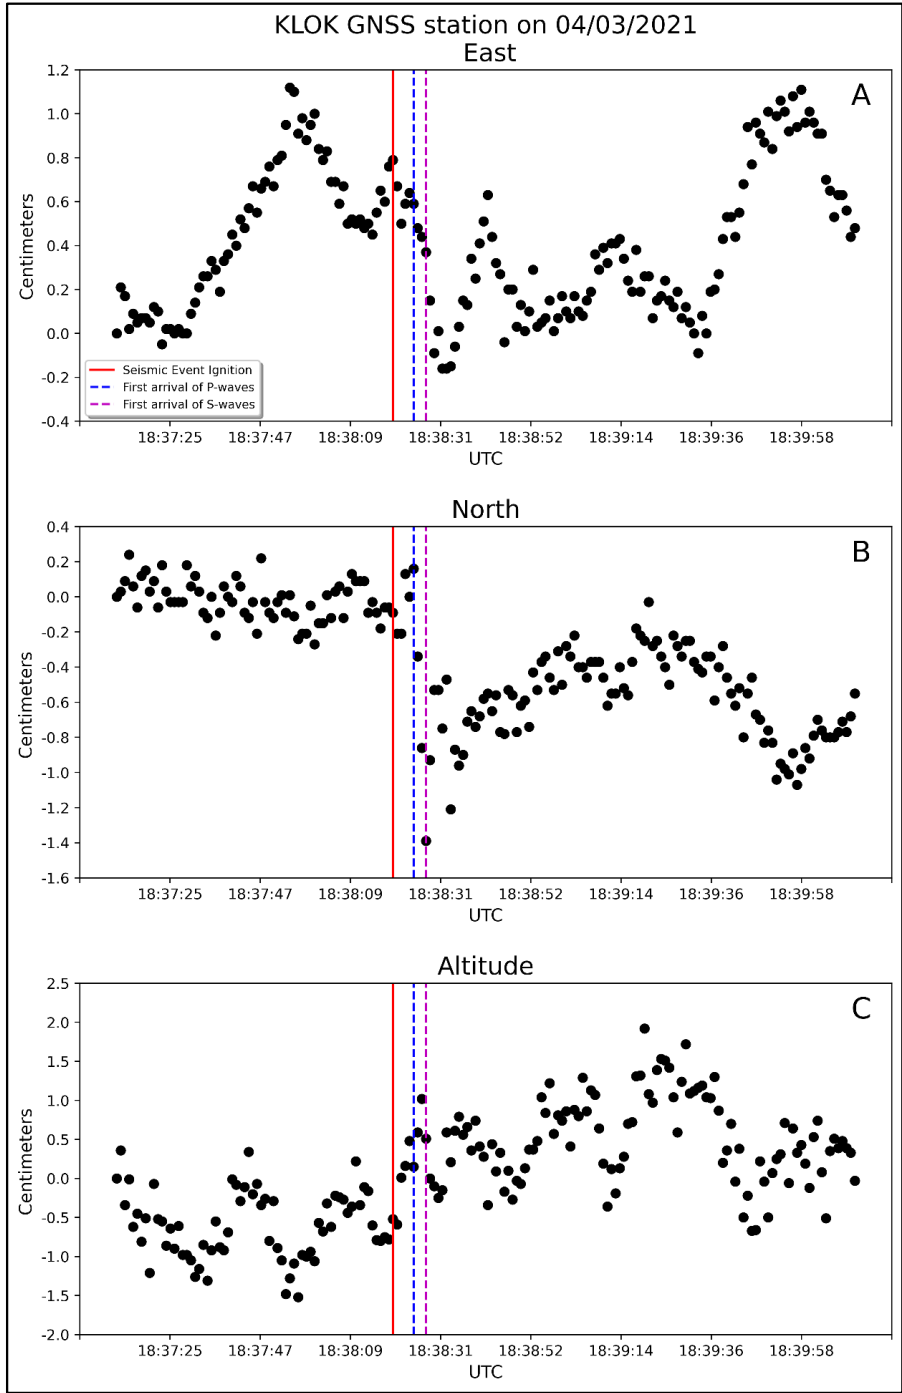 KLOK GNSS station on 04/03/2021
East
A
1.2
1.0
0.8
0.6
0.4
0.2
0.0
-0.2
-0.4
Centimeters
Seismic Event Ignition
First arrival of P-waves
First arrival of S-waves
18:37:25 18:37:47 18:38:09 18:38:31 18:38:52 18:39:14 18:39:36 18:39:58
UTC
North
B
0.4
0.2
0.0
-0.2
-0.4
-0.6
-0.8
-1.0
-1.2
-1.4
-1.6
Centimeters
18:37:25 18:37:47 18:38:09 18:38:31 18:38:52 18:39:14 18:39:36 18:39:58
UTC
Altitude
C
2.5
2.0
1.5
1.0
0.5
0.0
-0.5
-1.0
-1.5
-2.0
Centimeters
18:37:25 18:37:47 18:38:09 18:38:31 18:38:52 18:39:14 18:39:36 18:39:58
UTC